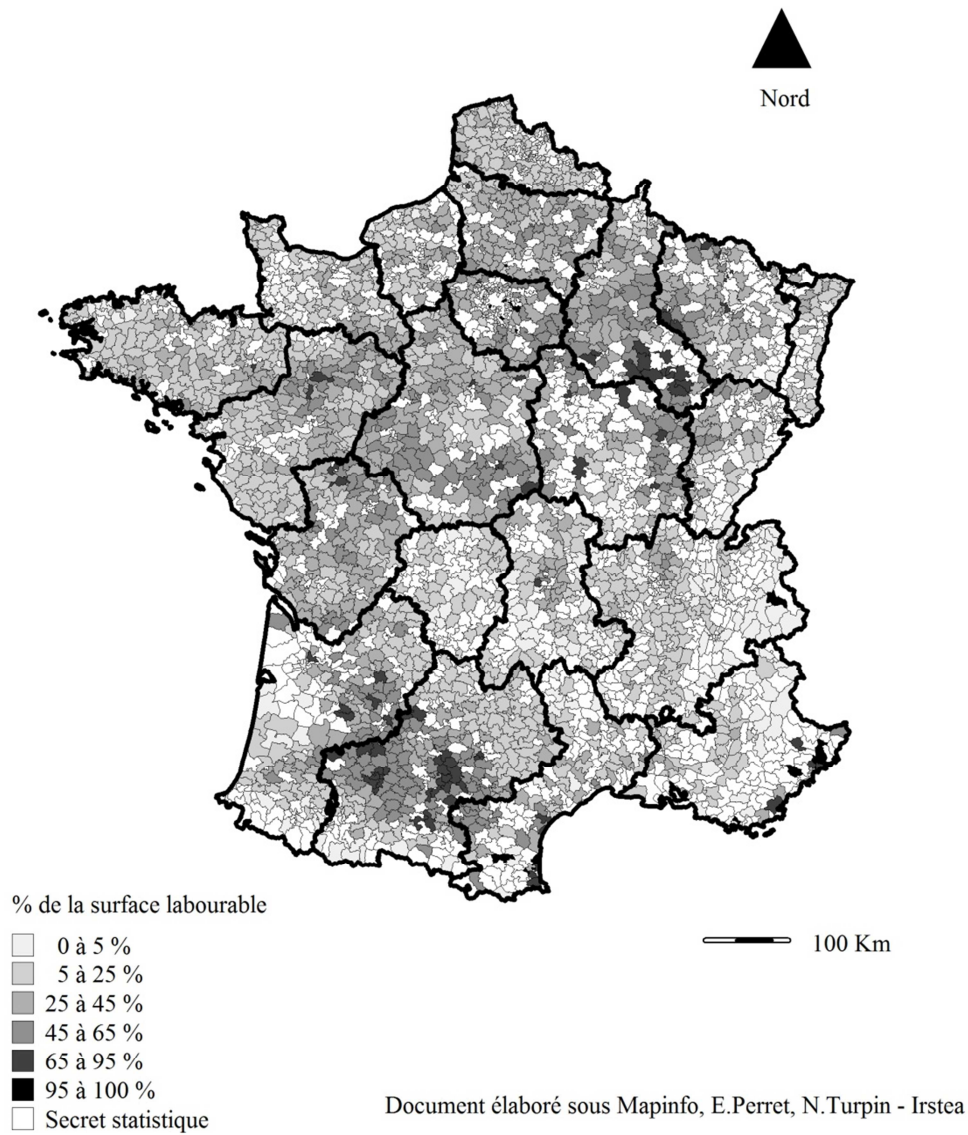 Nord
% de la surface labourable
0 à 5 %
5 à 25 %
25 à 45 %
45 à 65 %
65 à 95 %
95 à 100 %
Secret statistique
100 Km
Document élaboré sous Mapinfo, E.Perret, N.Turpin - Irstea